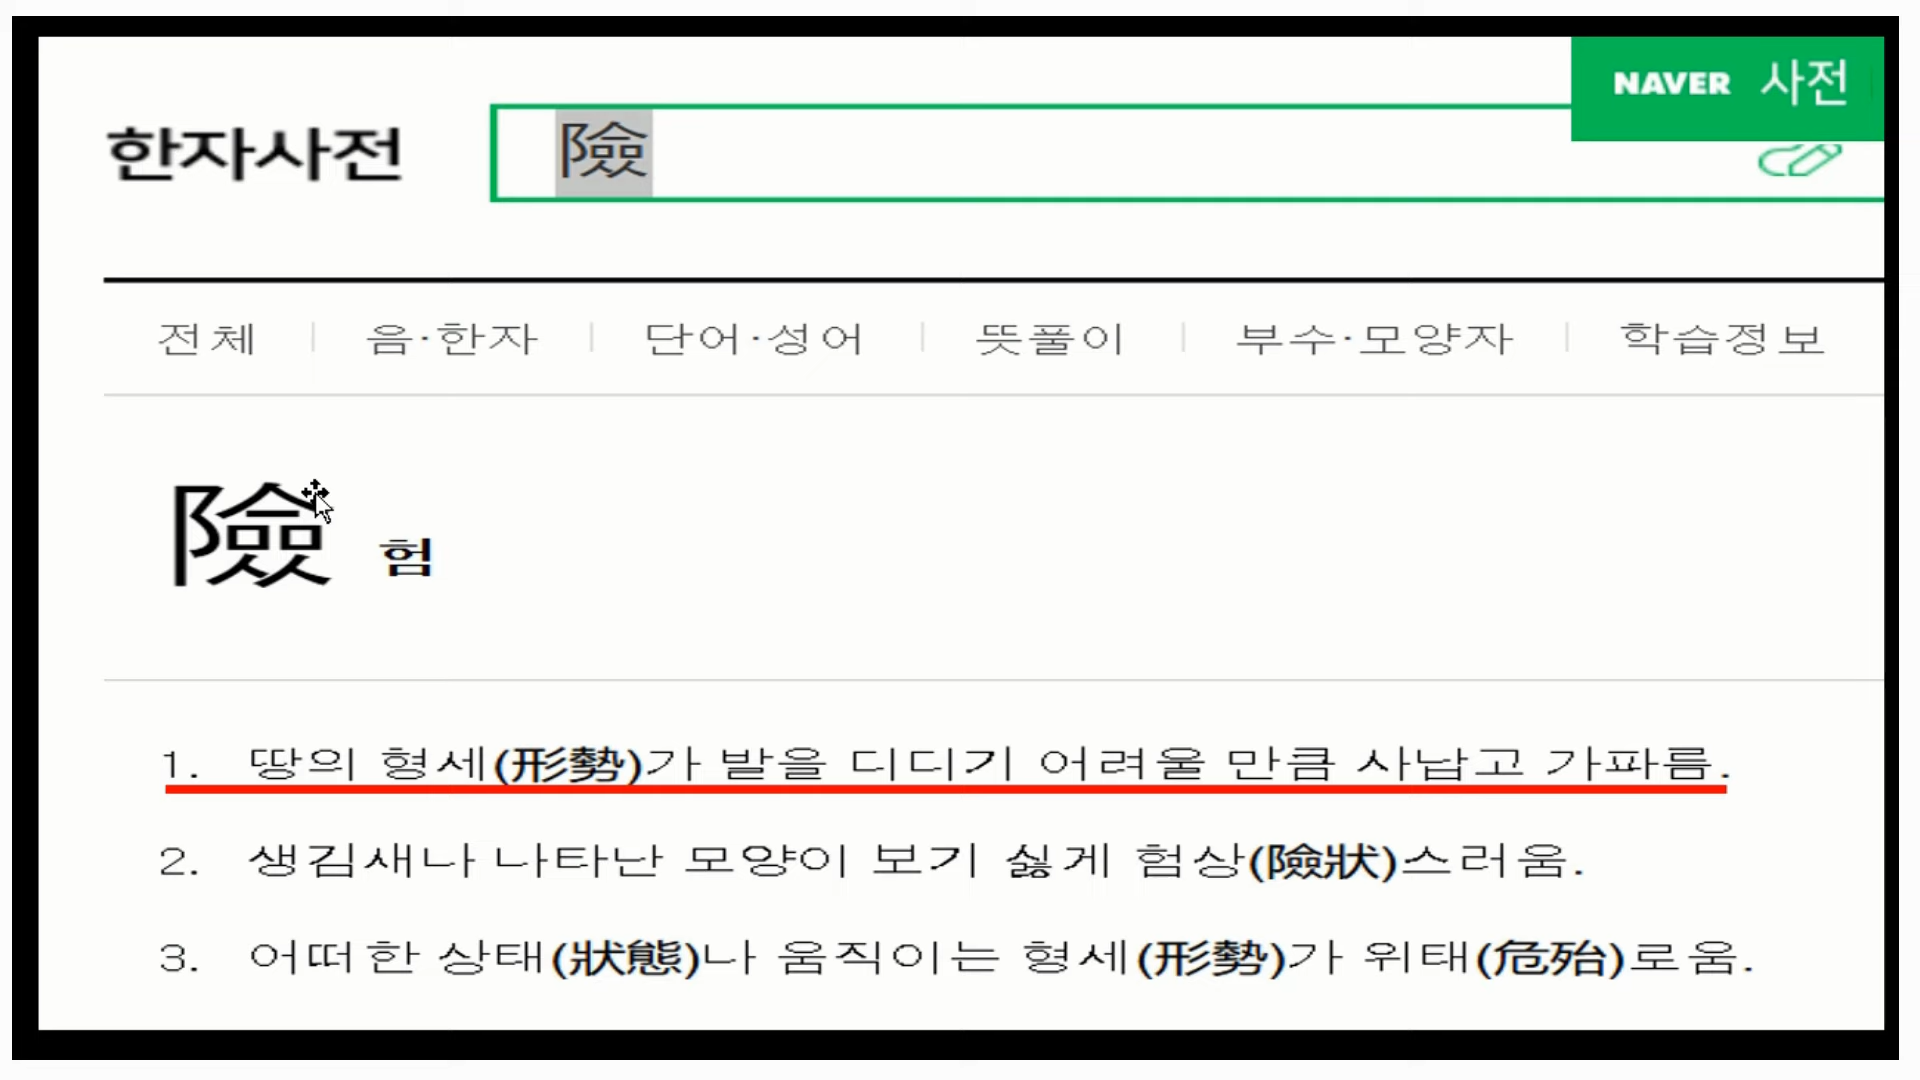 NAVER 사전
한자사전 險
전체 음·한자 단어·성어 뜻풀이 부수·모양자 학습정보
險 험
1. 땅의 형세(形勢)가 발을 디디기 어려울 만큼 사납고 가파름.
2. 생김새나 나타난 모양이 보기 싫게 험상(險狀)스러움.
3. 어떠한 상태(狀態)나 움직이는 형세(形勢)가 위태(危殆)로움.